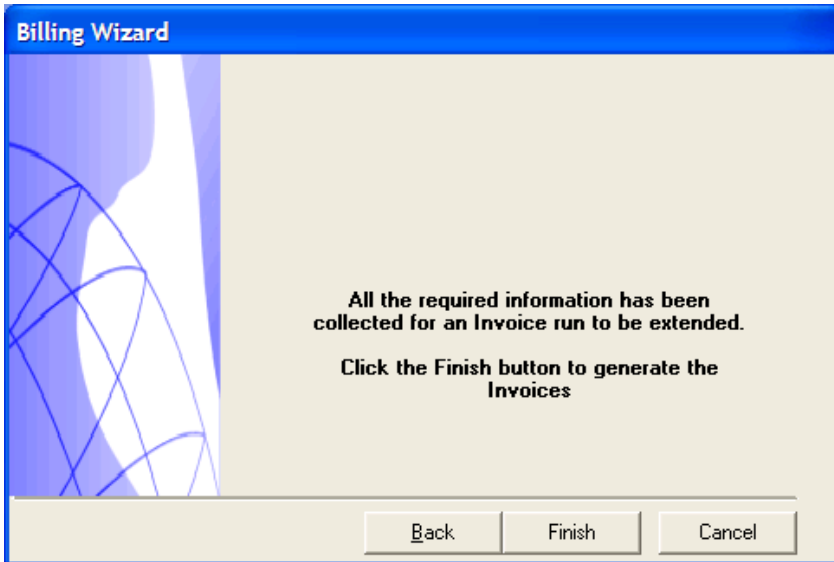 Billing Wizard
All the required information has been
collected for an Invoice run to be extended.
Click the Finish button to generate the
Invoices
Back
Finish
Cancel